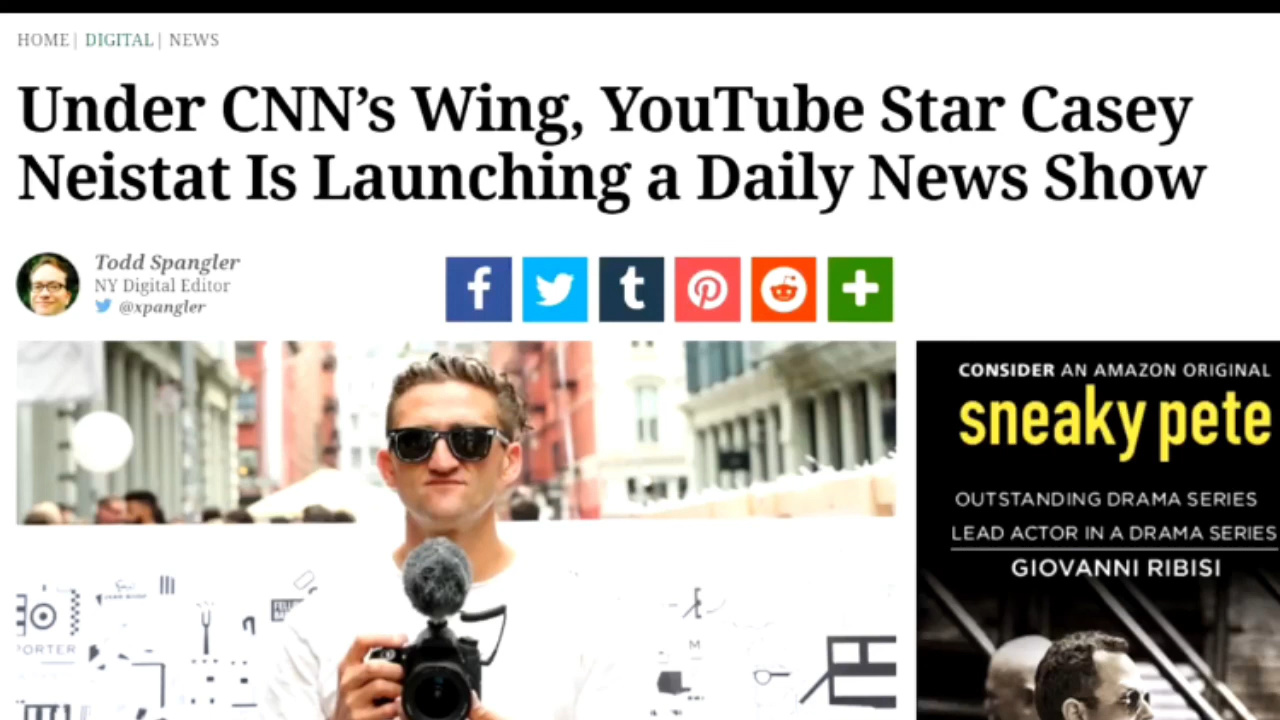 HOME | DIGITAL | NEWS
Under CNN's Wing, YouTube Star Casey
Neistat Is Launching a Daily News Show
Todd Spangler
NY Digital Editor
@xpangler
CONSIDER AN AMAZON ORIGINAL
sneaky pete
OUTSTANDING DRAMA SERIES
LEAD ACTOR IN A DRAMA SERIES
GIOVANNI RIBISI
PORTER
M